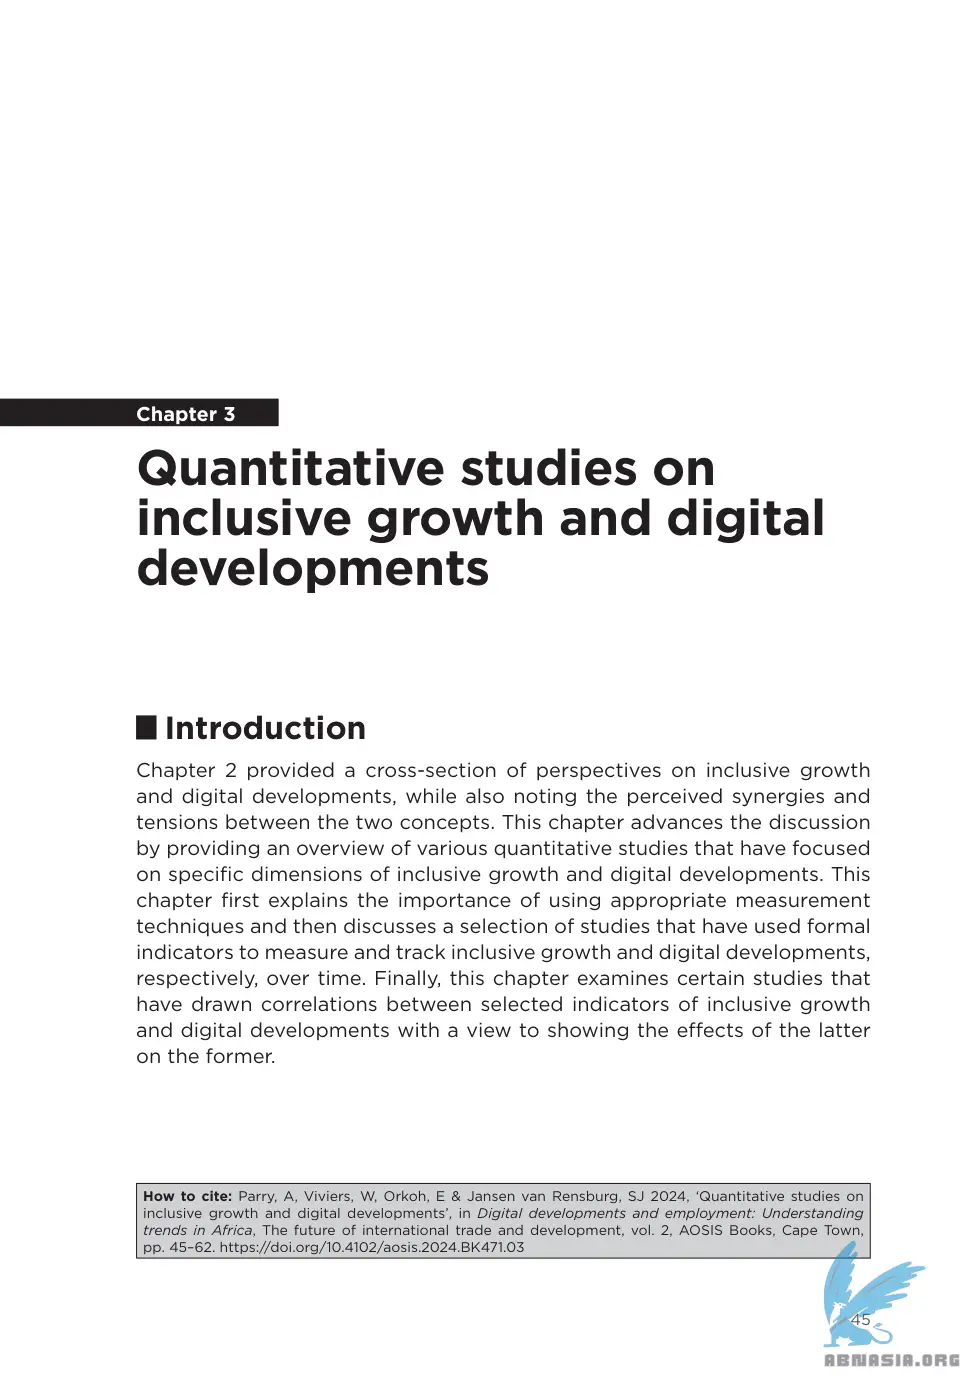 Chapter 3
Quantitative studies on
inclusive growth and digital
developments
Introduction
Chapter 2 provided a cross-section of perspectives on inclusive growth
and digital developments, while also noting the perceived synergies and
tensions between the two concepts. This chapter advances the discussion
by providing an overview of various quantitative studies that have focused
on specific dimensions of inclusive growth and digital developments. This
chapter first explains the importance of using appropriate measurement
techniques and then discusses a selection of studies that have used formal
indicators to measure and track inclusive growth and digital developments,
respectively, over time. Finally, this chapter examines certain studies that
have drawn correlations between selected indicators of inclusive growth
and digital developments with a view to showing the effects of the latter
on the former.
How to cite: Parry, A, Viviers, W, Orkoh, E & Jansen van Rensburg, SJ 2024, ‘Quantitative studies on
inclusive growth and digital developments’, in Digital developments and employment: Understanding
trends in Africa, The future of international trade and development, vol. 2, AOSIS Books, Cape Town,
pp. 45–62. https://doi.org/10.4102/aosis.2024.BK471.03
45
ABNASIA.ORG